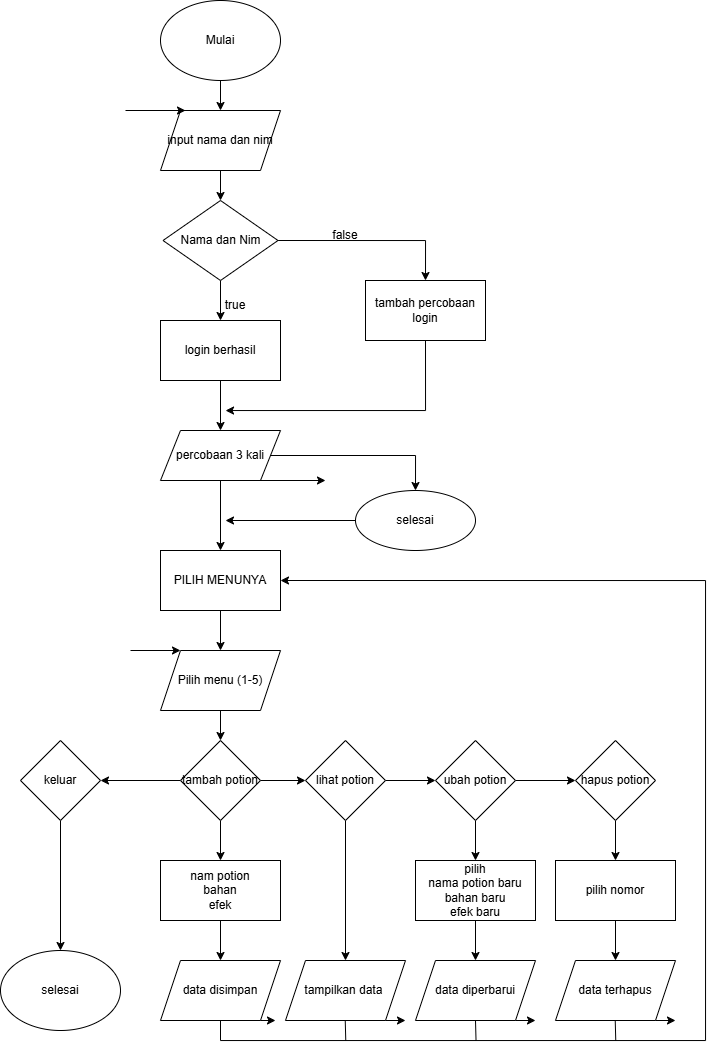 Mulai
input nama dan nim
Nama dan Nim
false
true
tambah percobaan
login
login berhasil
percobaan 3 kali
selesai
PILIH MENUNYA
Pilih menu (1-5)
keluar
tambah potion
lihat potion
ubah potion
hapus potion
nam potion
bahan
efek
pilih
nama potion baru
bahan baru
efek baru
pilih nomor
selesai
data disimpan
tampilkan data
data diperbarui
data terhapus